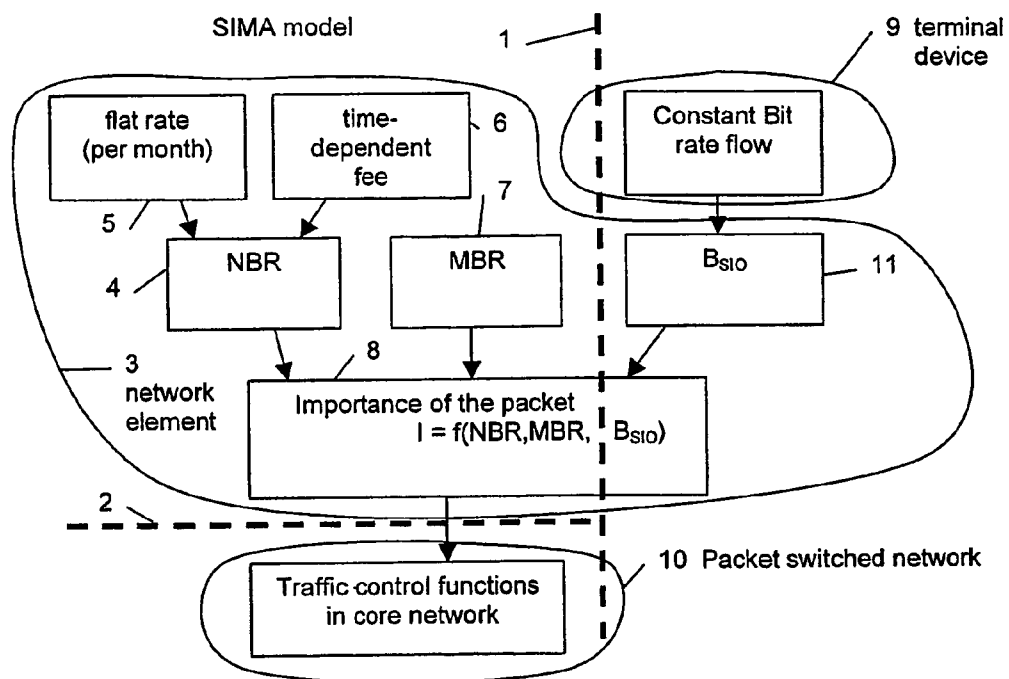 SIMA model
1
9 terminal
device
flat rate
(per month)
time-
dependent
fee
6
Constant Bit
rate flow
5
7
4
NBR
MBR
BSIO
11
3
network
element
8
Importance of the packet
I = f(NBR,MBR, BSIO)
2
10 Packet switched network
Traffic control functions
in core network